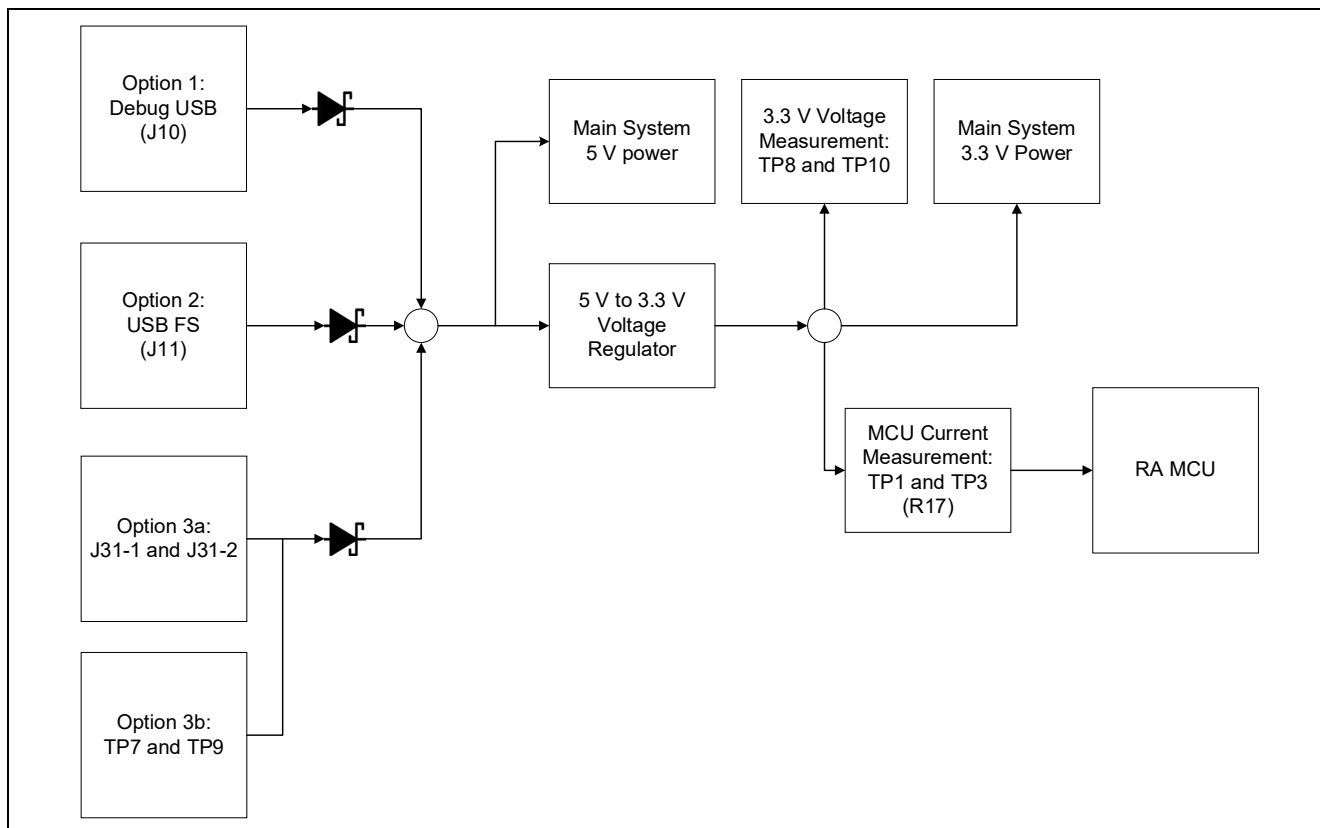 Option 1:
Debug USB
(J10)
Main System
5 V power
3.3 V Voltage
Measurement:
TP8 and TP10
Main System
3.3 V Power
Option 2:
USB FS
(J11)
5 V to 3.3 V
Voltage
Regulator
MCU Current
Measurement:
TP1 and TP3
(R17)
RA MCU
Option 3a:
J31-1 and J31-2
Option 3b:
TP7 and TP9